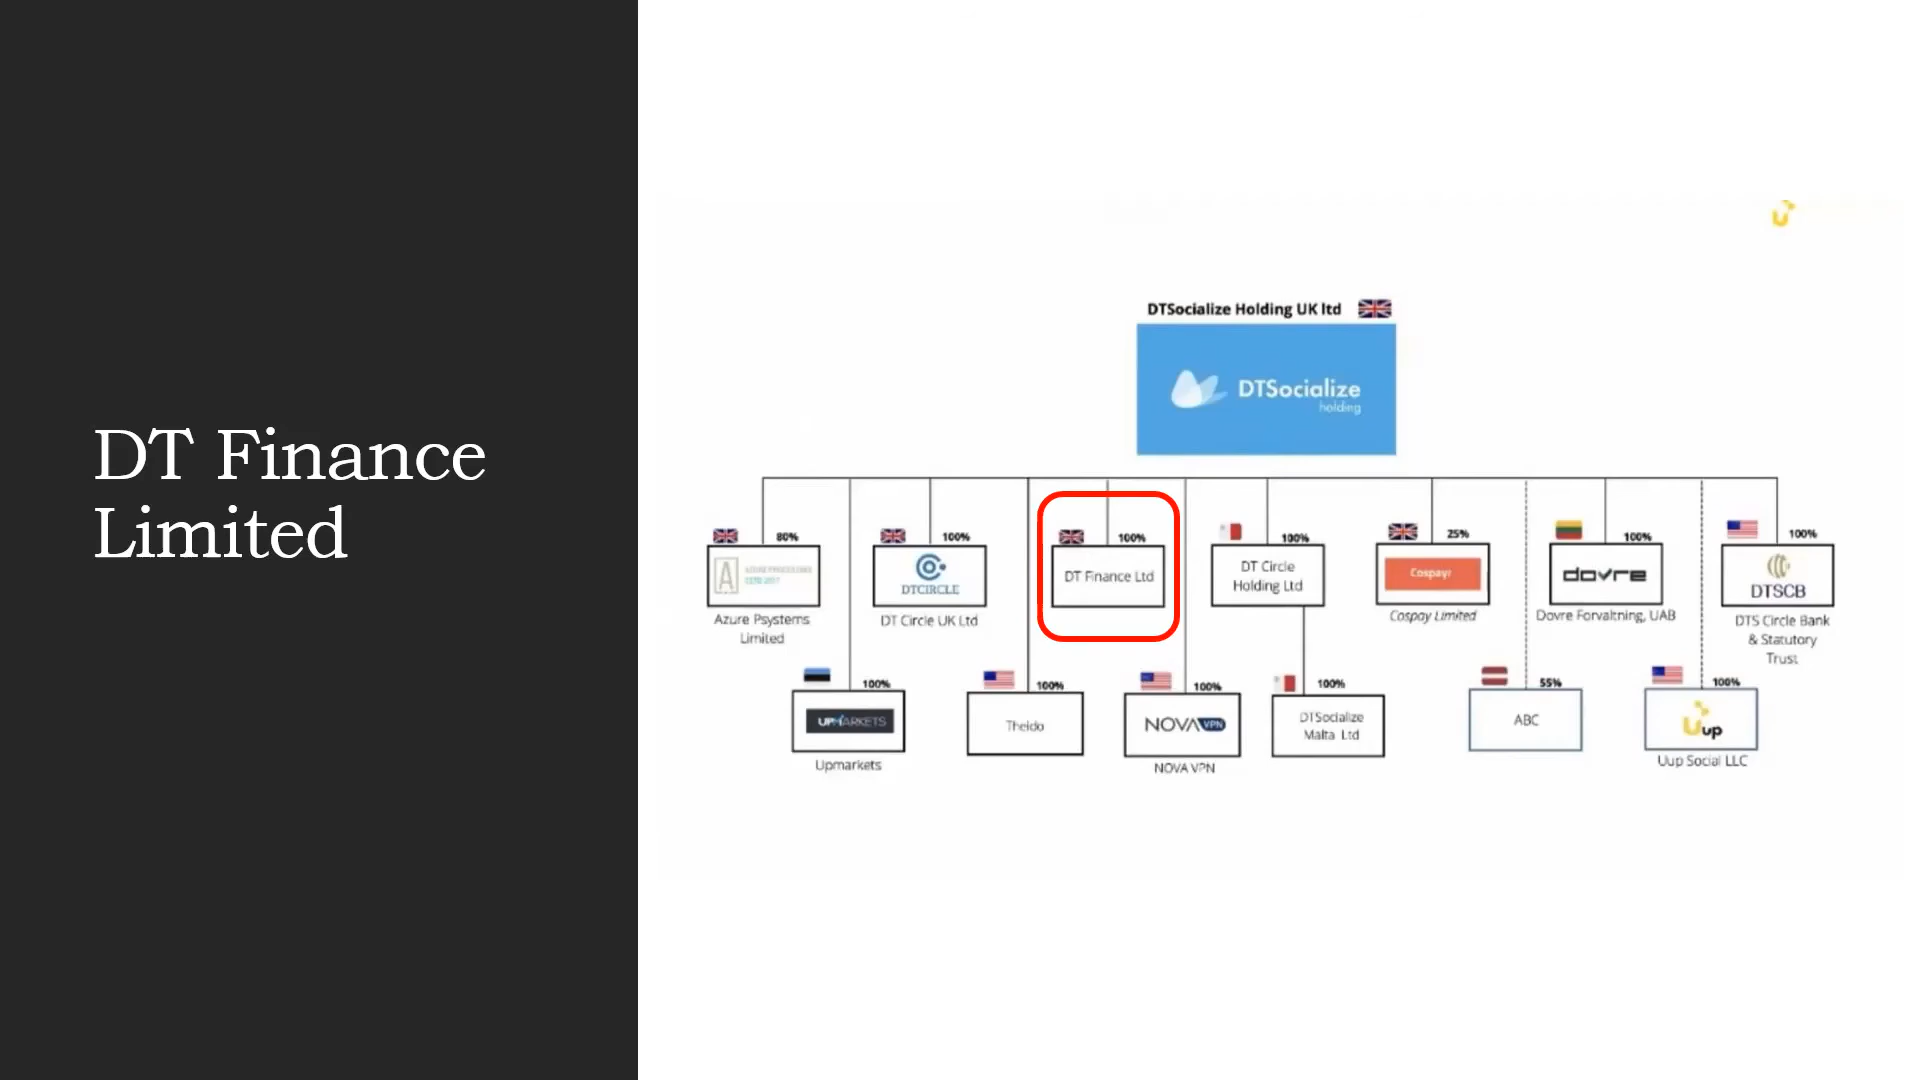 DT Finance
Limited
DTSocialize Holding UK ltd
DTSocialize
holding
80%
A
Azure Psystems
Limited
100%
DTCIRCLE
DT Circle UK Ltd
100%
DT Finance Ltd
100%
DT Circle
Holding Ltd
25%
Cospayr
Cospay Limited
100%
dovre
Dovre Forvaltning, UAB
100%
DTSCB
DTS Circle Bank
& Statutory
Trust
100%
UPMARKETS
Upmarkets
100%
Theido
100%
NOVA VPN
NOVA VPN
100%
DTSocialize
Malta Ltd
55%
ABC
100%
Uup
Uup Social LLC